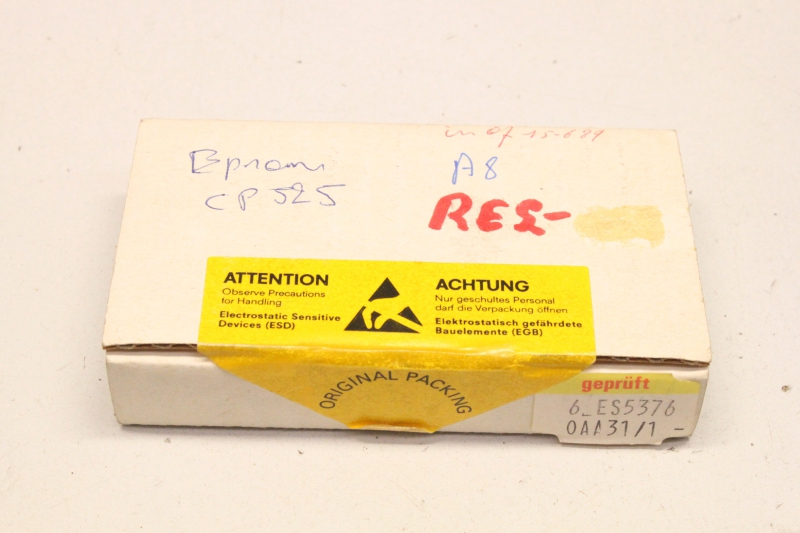 Eprom
CP 525
A8
RES-
ATTENTION
Observe Precautions
for Handling
Electrostatic Sensitive
Devices (ESD)
ACHTUNG
Nur geschultes Personal
darf die Verpackung öffnen
Elektrostatisch gefährdete
Bauelemente (EGB)
ORIGINAL PACKING
geprüft
6_ES5376
0AA31/1 -